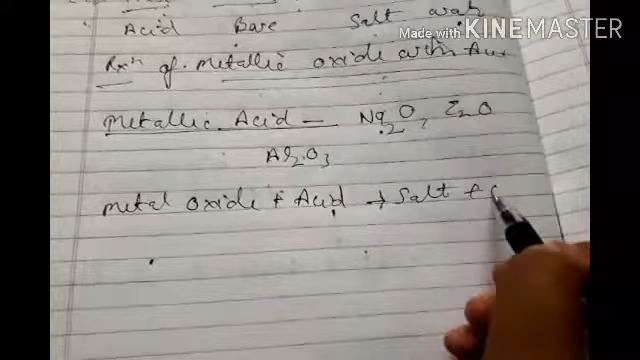 Made with KINEMASTER
Acid Base Salt
Rxn of metallic oxide with
Metallic Acid — Na2O, ZnO
Al2O3
metal oxide + Acid → Salt +